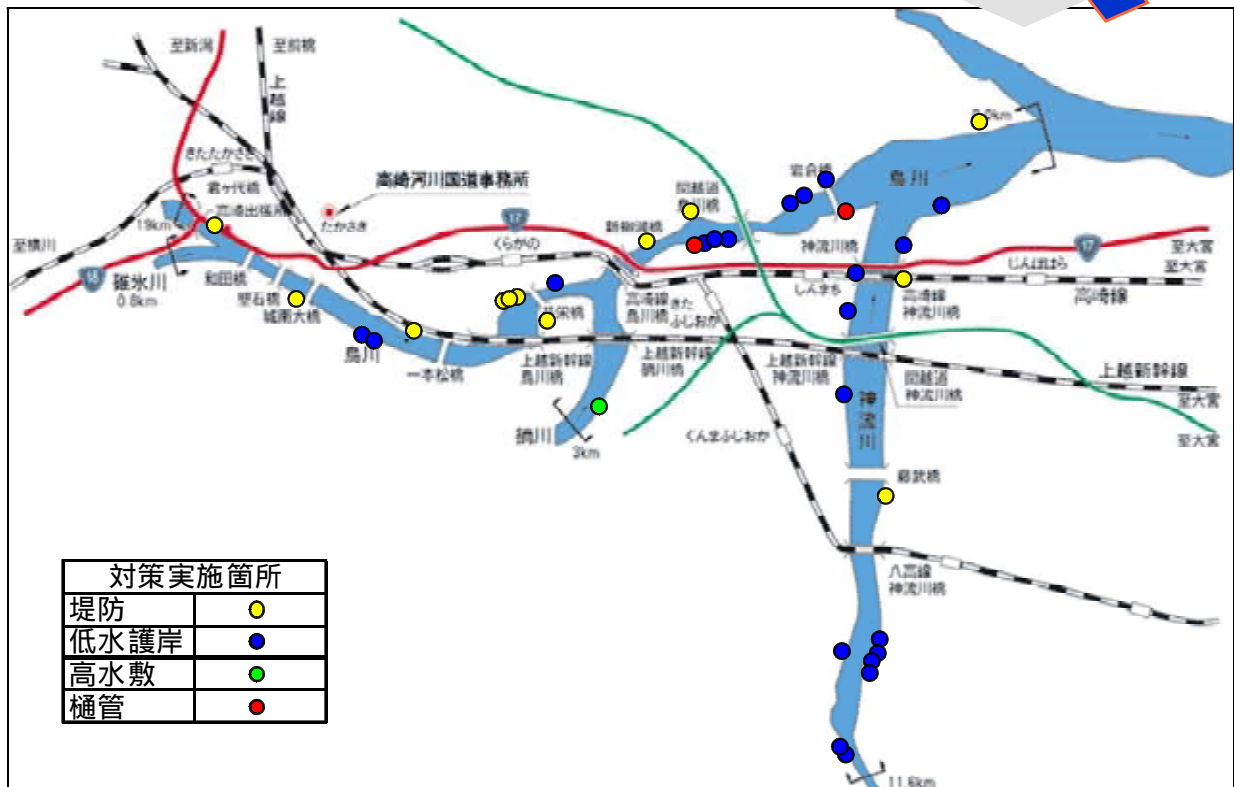 至新潟
至前橋
上越線
きたたかさき
君ヶ代橋
高崎出張所
19km
至横川
18
碓氷川
0.8km
和田橋
聖石橋
城南大橋
烏川
一本松橋
高崎河川国道事務所
たかさき
17
くらがの
共栄橋
上越新幹線
烏川橋
新柳瀬橋
関越道
烏川橋
高崎線
烏川橋
きた
ふじおか
上越新幹線
鏑川橋
鏑川
3km
岩倉橋
烏川
0.0km
神流川橋
しんまち
17
じんぼはら
至大宮
至大宮
高崎線
高崎線
神流川橋
上越新幹線
神流川橋
関越道
神流川橋
上越新幹線
至大宮
至大宮
神流川
ぐんまふじおか
藤武橋
八高線
神流川橋
11.6km
対策実施箇所
堤防
低水護岸
高水敷
樋管